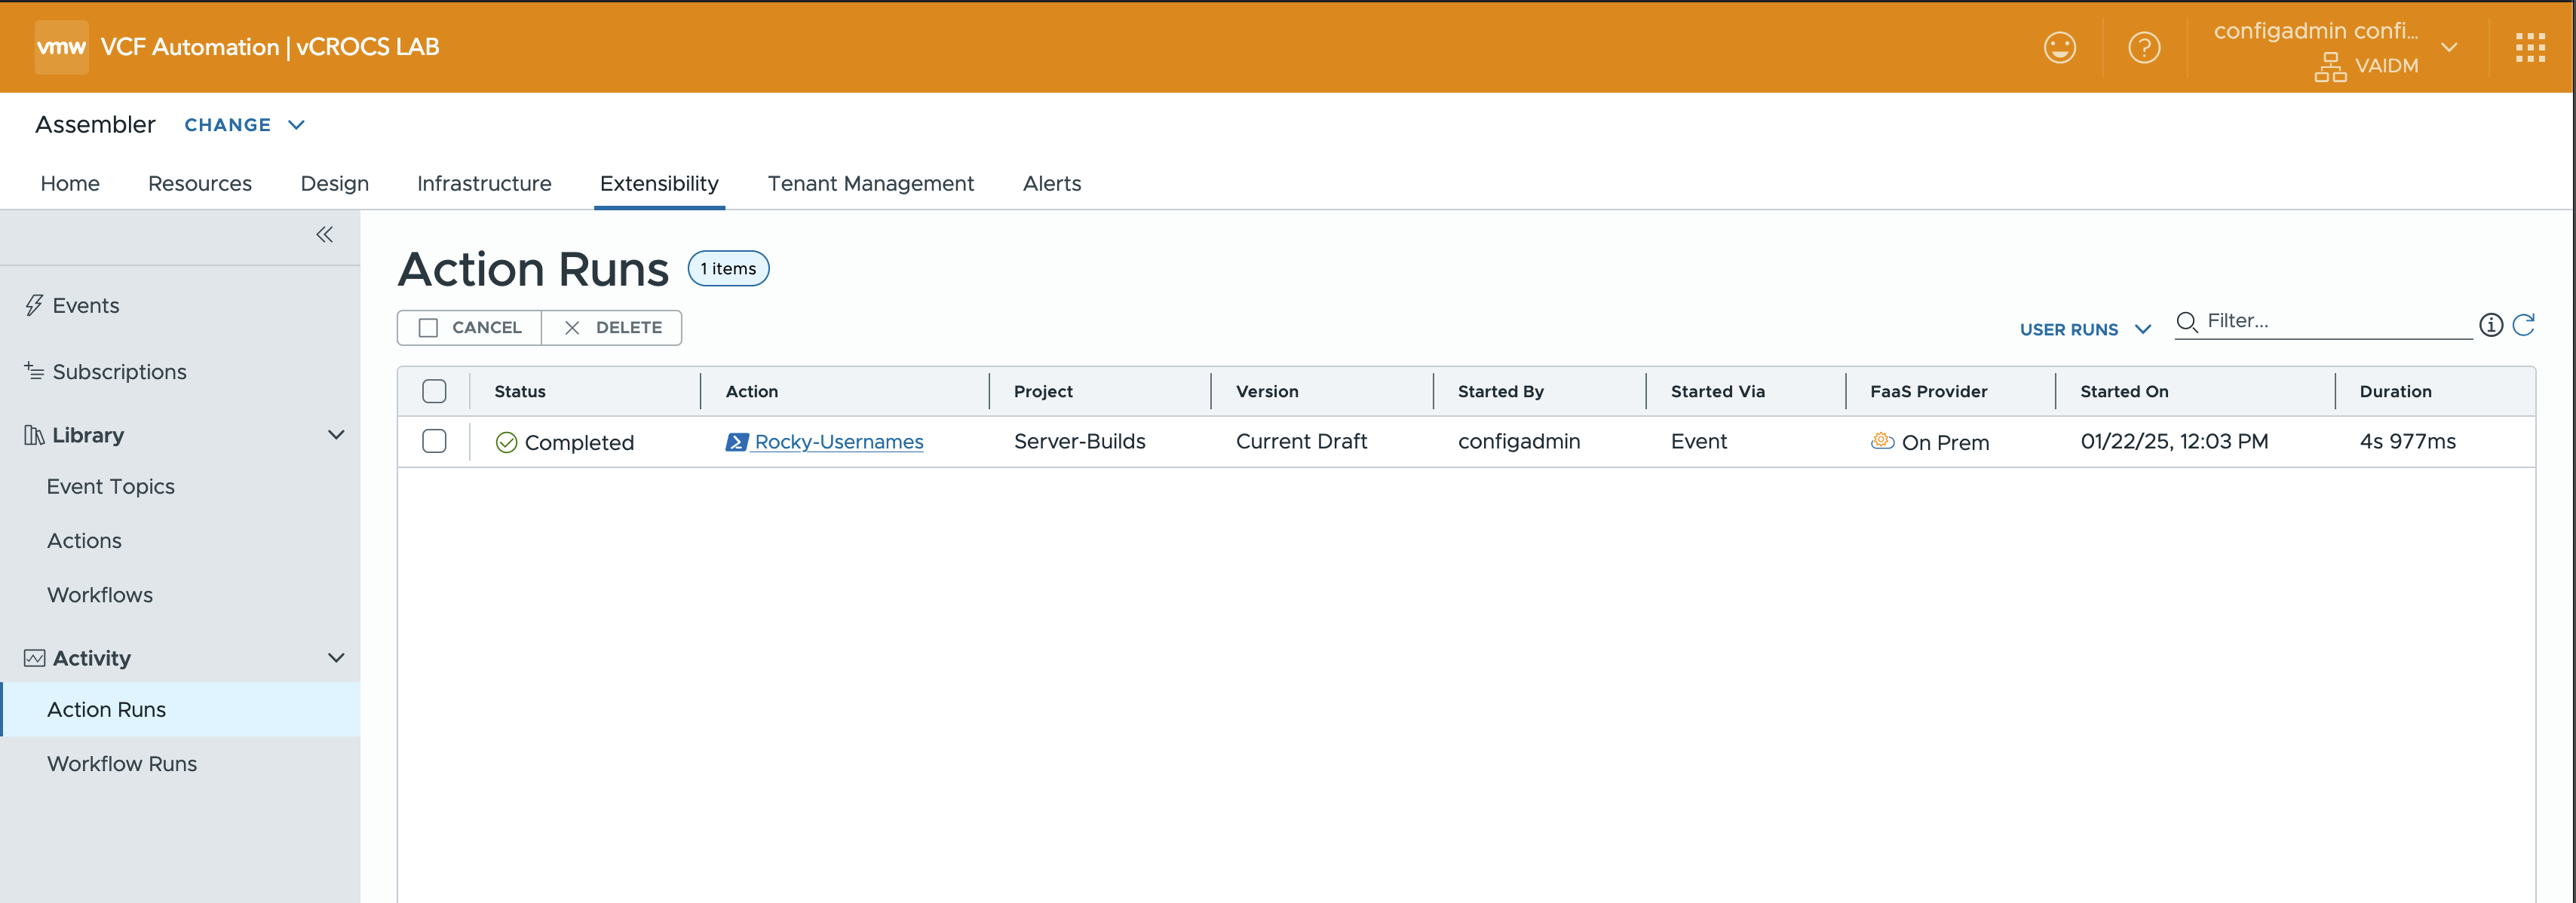 vmw VCF Automation | vCROCS LAB
configadmin confi...
VAIDM
Assembler CHANGE
Home Resources Design Infrastructure Extensibility Tenant Management Alerts
Events
Subscriptions
Library
Event Topics
Actions
Workflows
Activity
Action Runs
Workflow Runs
Action Runs 1 items
CANCEL DELETE
USER RUNS Filter...
Status Action Project Version Started By Started Via FaaS Provider Started On Duration
Completed Rocky-Usernames Server-Builds Current Draft configadmin Event On Prem 01/22/25, 12:03 PM 4s 977ms